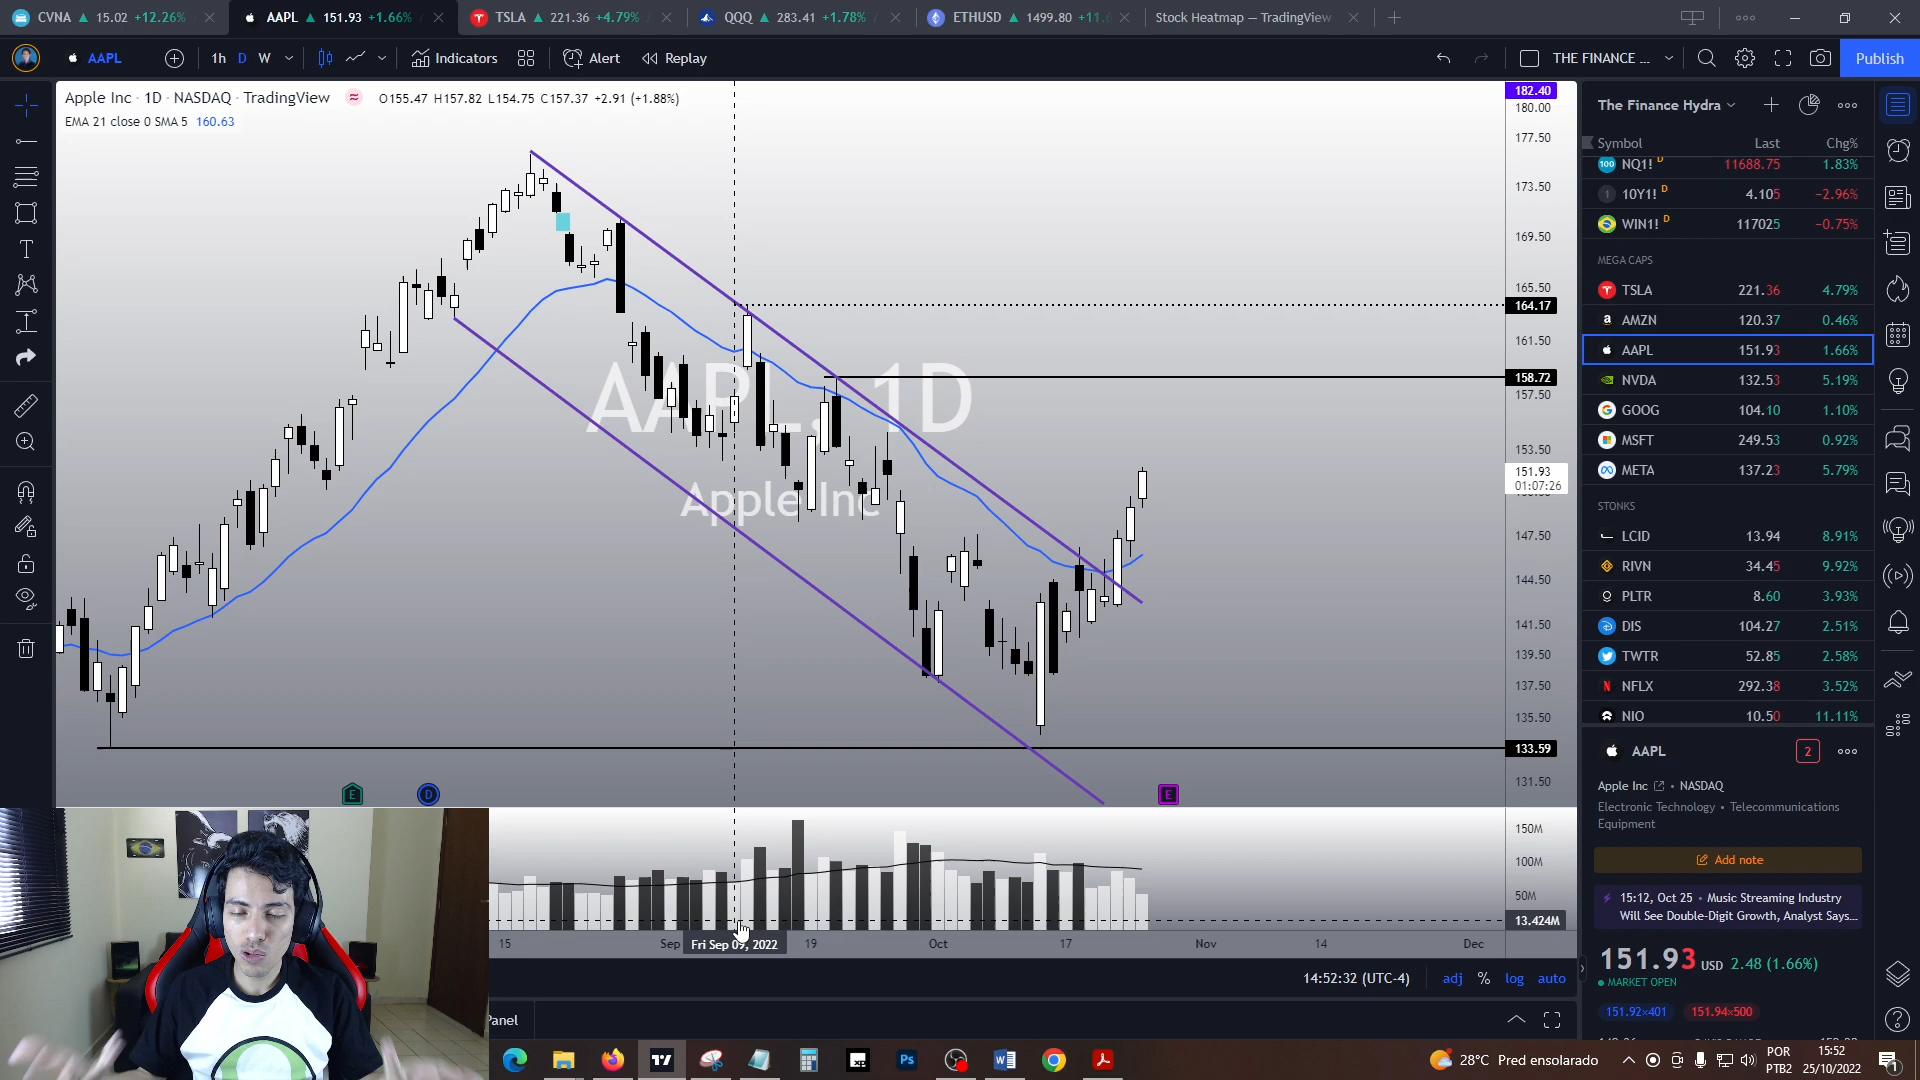 CVNA ▲ 15.02 +12.26%
AAPL ▲ 151.93 +1.66%
TSLA ▲ 221.36 +4.79%
QQQ ▲ 283.41 +1.78%
ETHUSD ▲ 1499.80 +11.
Stock Heatmap — TradingView
AAPL 1h D W Indicators Alert Replay THE FINANCE ... Publish
Apple Inc · 1D · NASDAQ · TradingView O155.47 H157.82 L154.75 C157.37 +2.91 (+1.88%)
EMA 21 close 0 SMA 5 160.63
AAPL, 1D
Apple Inc
182.40
180.00
177.50
173.50
169.50
165.50
164.17
161.50
158.72
157.50
153.50
151.93
01:07:26
147.50
144.50
141.50
139.50
137.50
135.50
133.59
131.50
E D E
150M
100M
50M
13.424M
15 Sep Fri Sep 09, 2022 19 Oct 17 Nov 14 Dec
14:52:32 (UTC-4) adj % log auto
Panel
The Finance Hydra
Symbol Last Chg%
100 NQ1! D 11688.75 1.83%
10Y1! D 4.105 −2.96%
WIN1! D 117025 −0.75%
MEGA CAPS
TSLA 221.36 4.79%
AMZN 120.37 0.46%
AAPL 151.93 1.66%
NVDA 132.53 5.19%
GOOG 104.10 1.10%
MSFT 249.53 0.92%
META 137.23 5.79%
STONKS
LCID 13.94 8.91%
RIVN 34.45 9.92%
PLTR 8.60 3.93%
DIS 104.27 2.51%
TWTR 52.85 2.58%
NFLX 292.38 3.52%
NIO 10.50 11.11%
AAPL 2
Apple Inc • NASDAQ
Electronic Technology • Telecommunications
Equipment
Add note
15:12, Oct 25 • Music Streaming Industry
Will See Double-Digit Growth, Analyst Says...
151.93 USD 2.48 (1.66%)
MARKET OPEN
151.92×401 151.94×500
28°C Pred ensolarado
POR
PTB2
15:52
25/10/2022
1